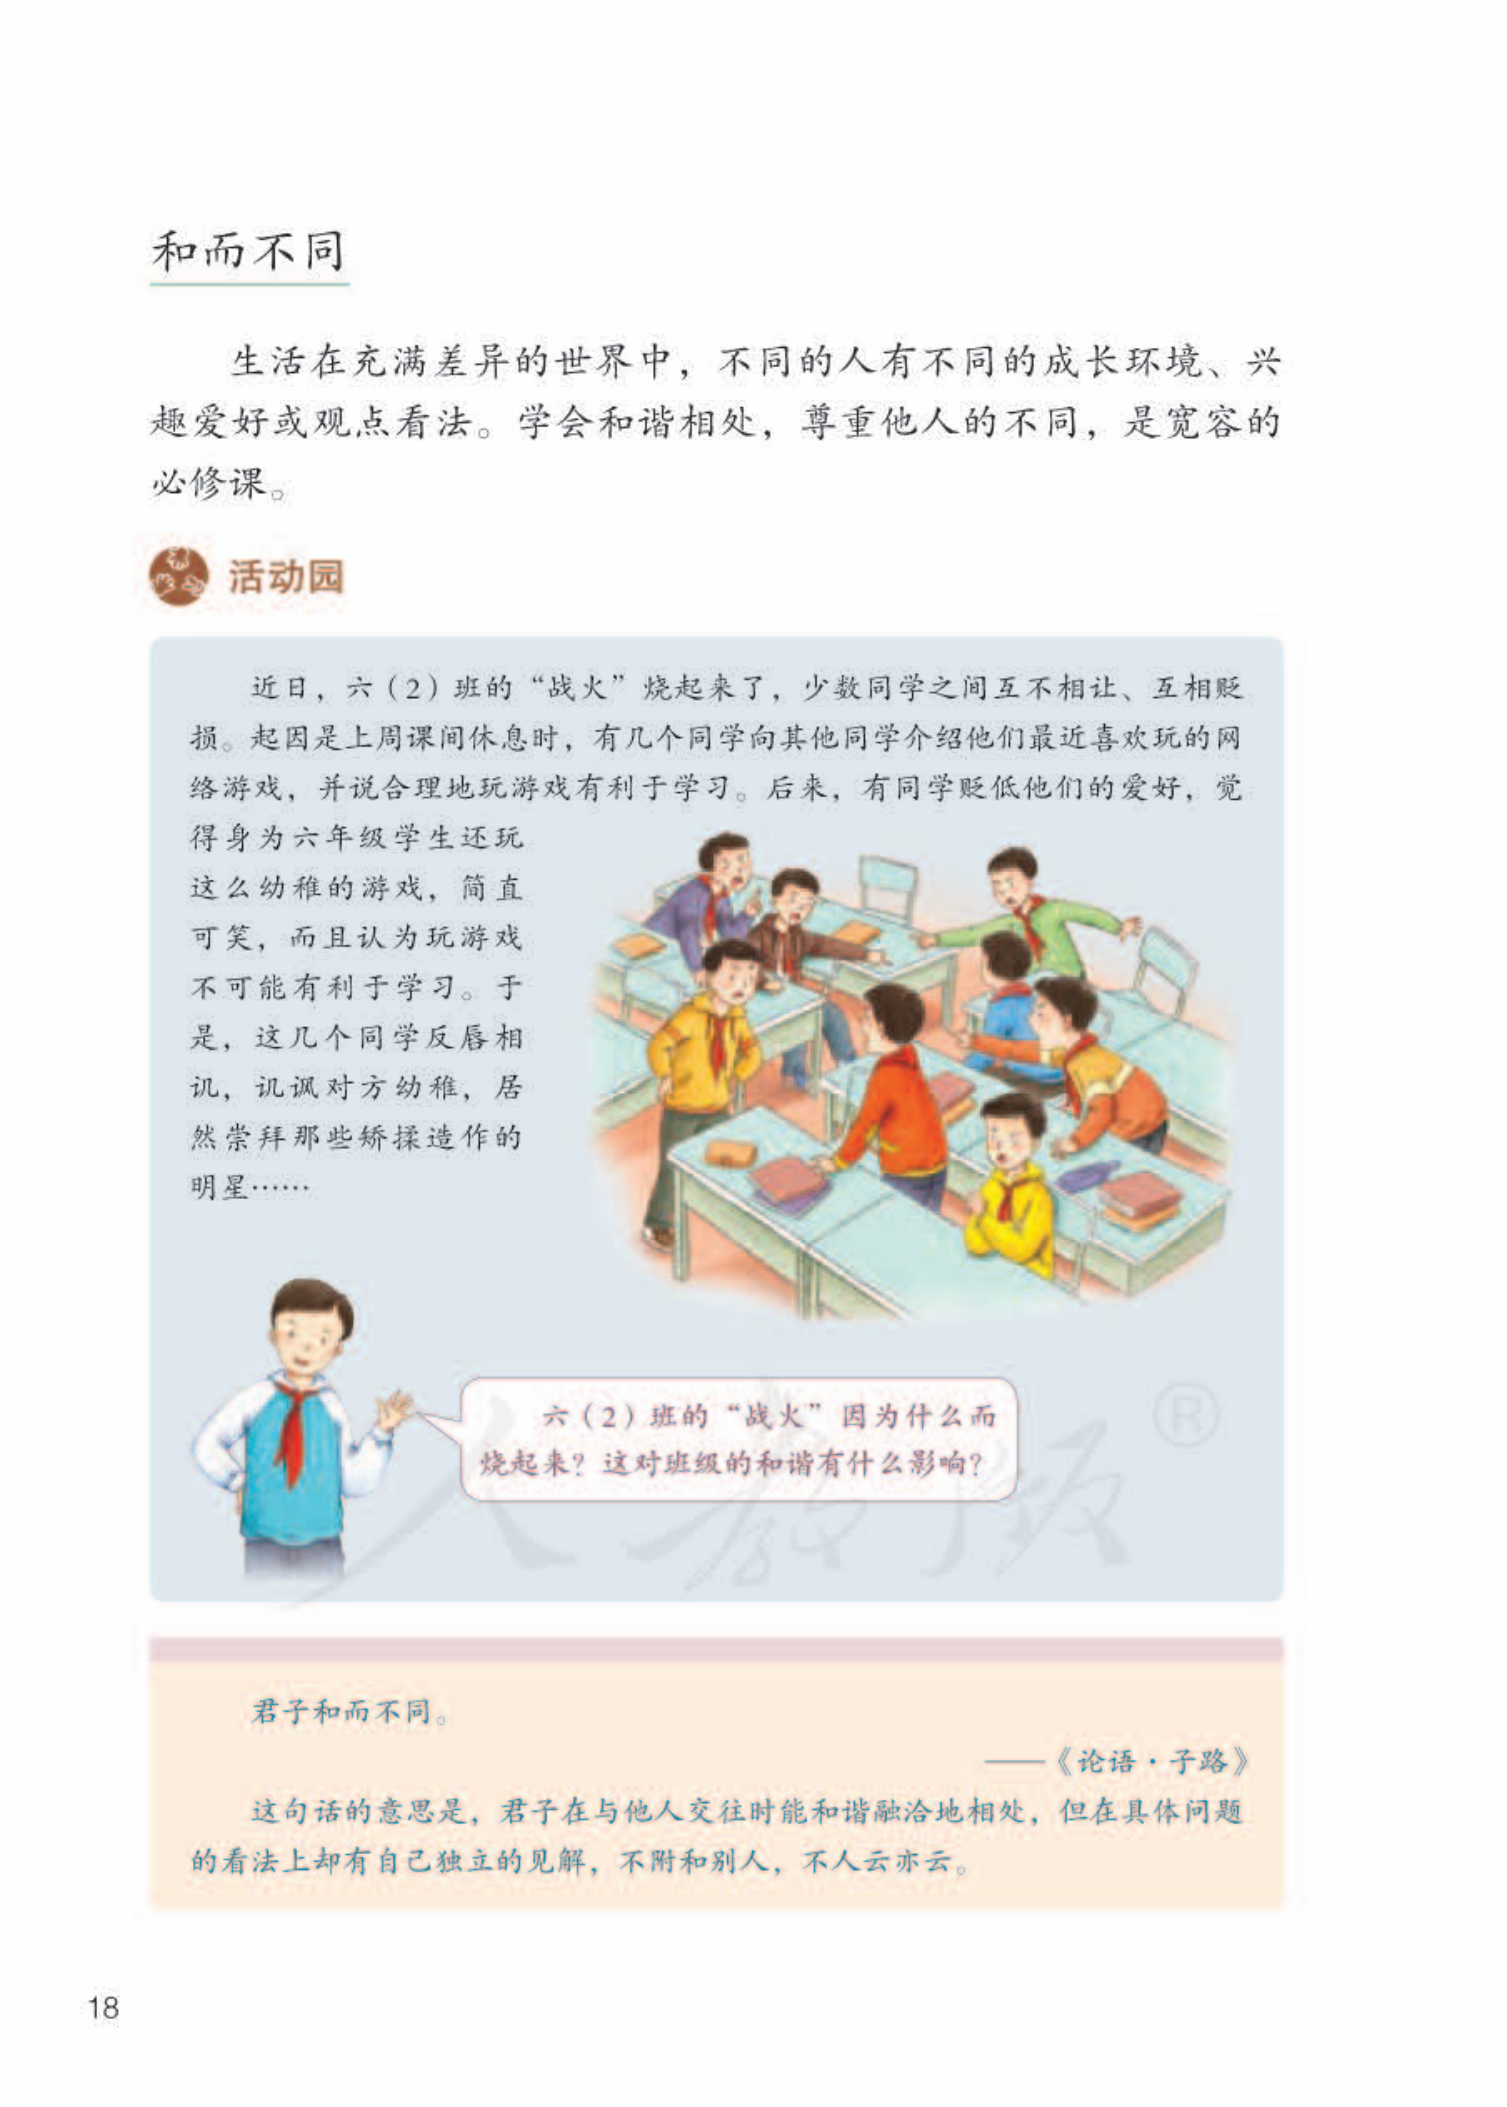 和而不同
生活在充满差异的世界中，不同的人有不同的成长环境、兴
趣爱好或观点看法。学会和谐相处，尊重他人的不同，是宽容的
必修课。
活动园
近日，六（2）班的“战火”烧起来了，少数同学之间互不相让、互相贬
损。起因是上周课间休息时，有几个同学向其他同学介绍他们最近喜欢玩的网
络游戏，并说合理地玩游戏有利于学习。后来，有同学贬低他们的爱好，觉
得身为六年级学生还玩
这么幼稚的游戏，简直
可笑，而且认为玩游戏
不可能有利于学习。于
是，这几个同学反唇相
讥，讥讽对方幼稚，居
然崇拜那些矫揉造作的
明星……
六（2）班的“战火”因为什么而
烧起来？这对班级的和谐有什么影响？
人教版®
君子和而不同。
——《论语·子路》
这句话的意思是，君子在与他人交往时能和谐融洽地相处，但在具体问题
的看法上却有自己独立的见解，不附和别人，不人云亦云。
18